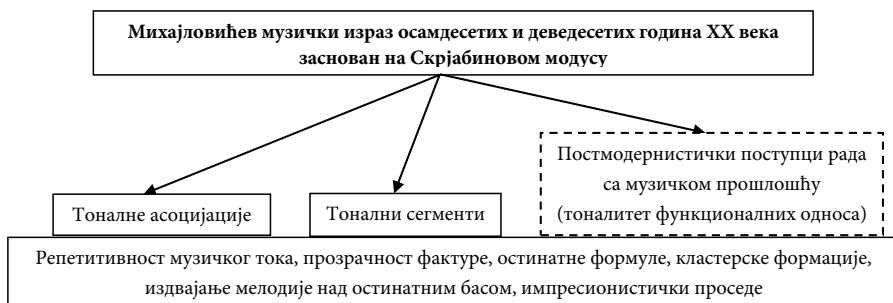 Михајловићев музички израз осамдесетих и деведесетих година XX века
заснован на Скрјабиновом модусу
Постмодернистички поступци рада
са музичком прошлошћу
(тоналитет функционалних односа)
Тоналне асоцијације
Тонални сегменти
Репетитивност музичког тока, прозрачност фактуре, остинатне формуле, кластерске формације,
издвајање мелодије над остинатним басом, импресионистички проседе